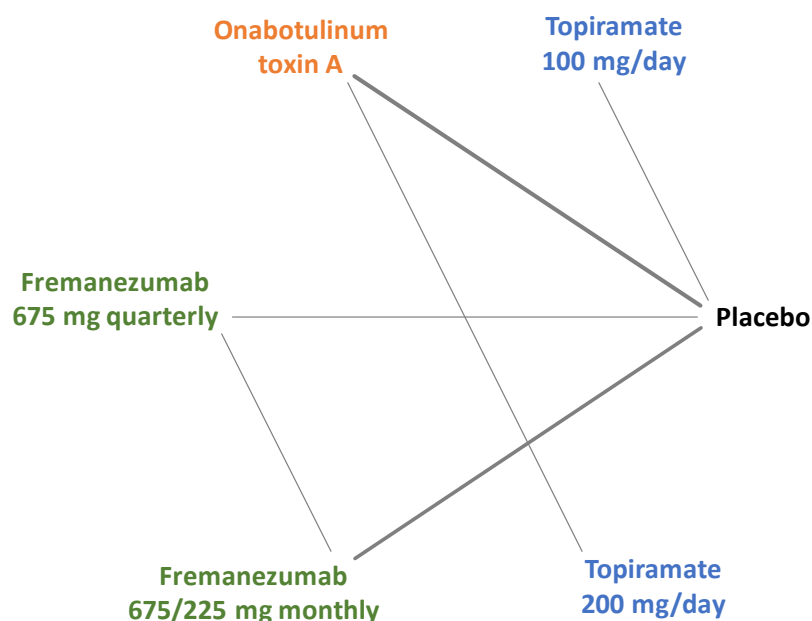 Onabotulinum
toxin A
Topiramate
100 mg/day
Fremanezumab
675 mg quarterly
Placebo
Fremanezumab
675/225 mg monthly
Topiramate
200 mg/day